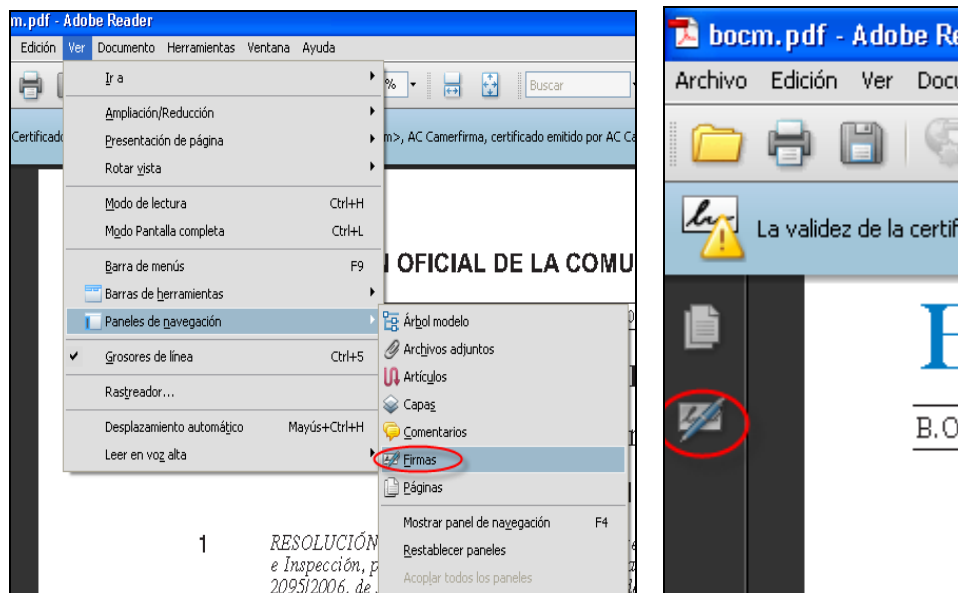 m.pdf - Adobe Reader
Edición Ver Documento Herramientas Ventana Ayuda
% Buscar
Ir a
Certificado m>, AC Camerfirma, certificado emitido por AC Ca
Ampliación/Reducción
Presentación de página
Rotar vista
Modo de lectura Ctrl+H
Modo Pantalla completa Ctrl+L
N OFICIAL DE LA COMU
Barra de menús F9
Barras de herramientas
Paneles de navegación
Grosores de línea Ctrl+5
Rastreador...
Desplazamiento automático Mayús+Ctrl+H
Leer en voz alta
Árbol modelo
Archivos adjuntos
Artículos
Capas
Comentarios
Firmas
Páginas
Mostrar panel de navegación F4
Restablecer paneles
Acoplar todos los paneles
1 RESOLUCIÓN
e Inspección, p
2095/2006, de
bocm.pdf - Adobe Re
Archivo Edición Ver Docu
La validez de la certif
B
B.O